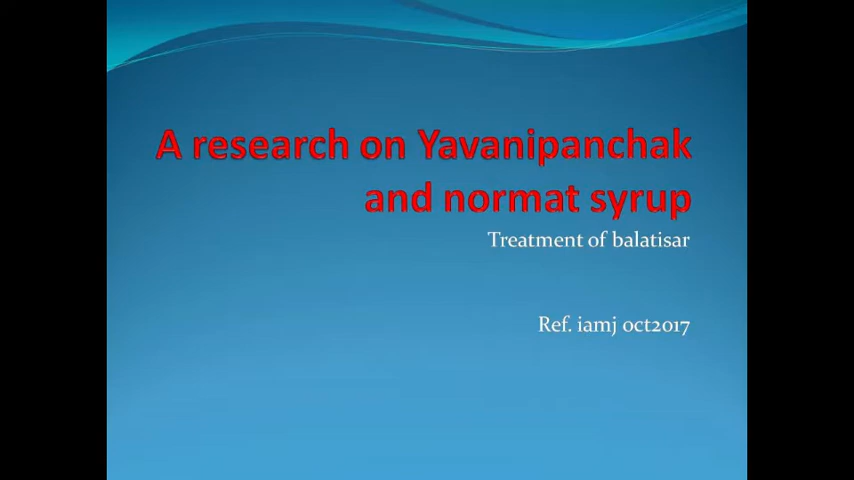 A research on Yavanipanchak
and normat syrup
Treatment of balatisar
Ref. iamj oct2017